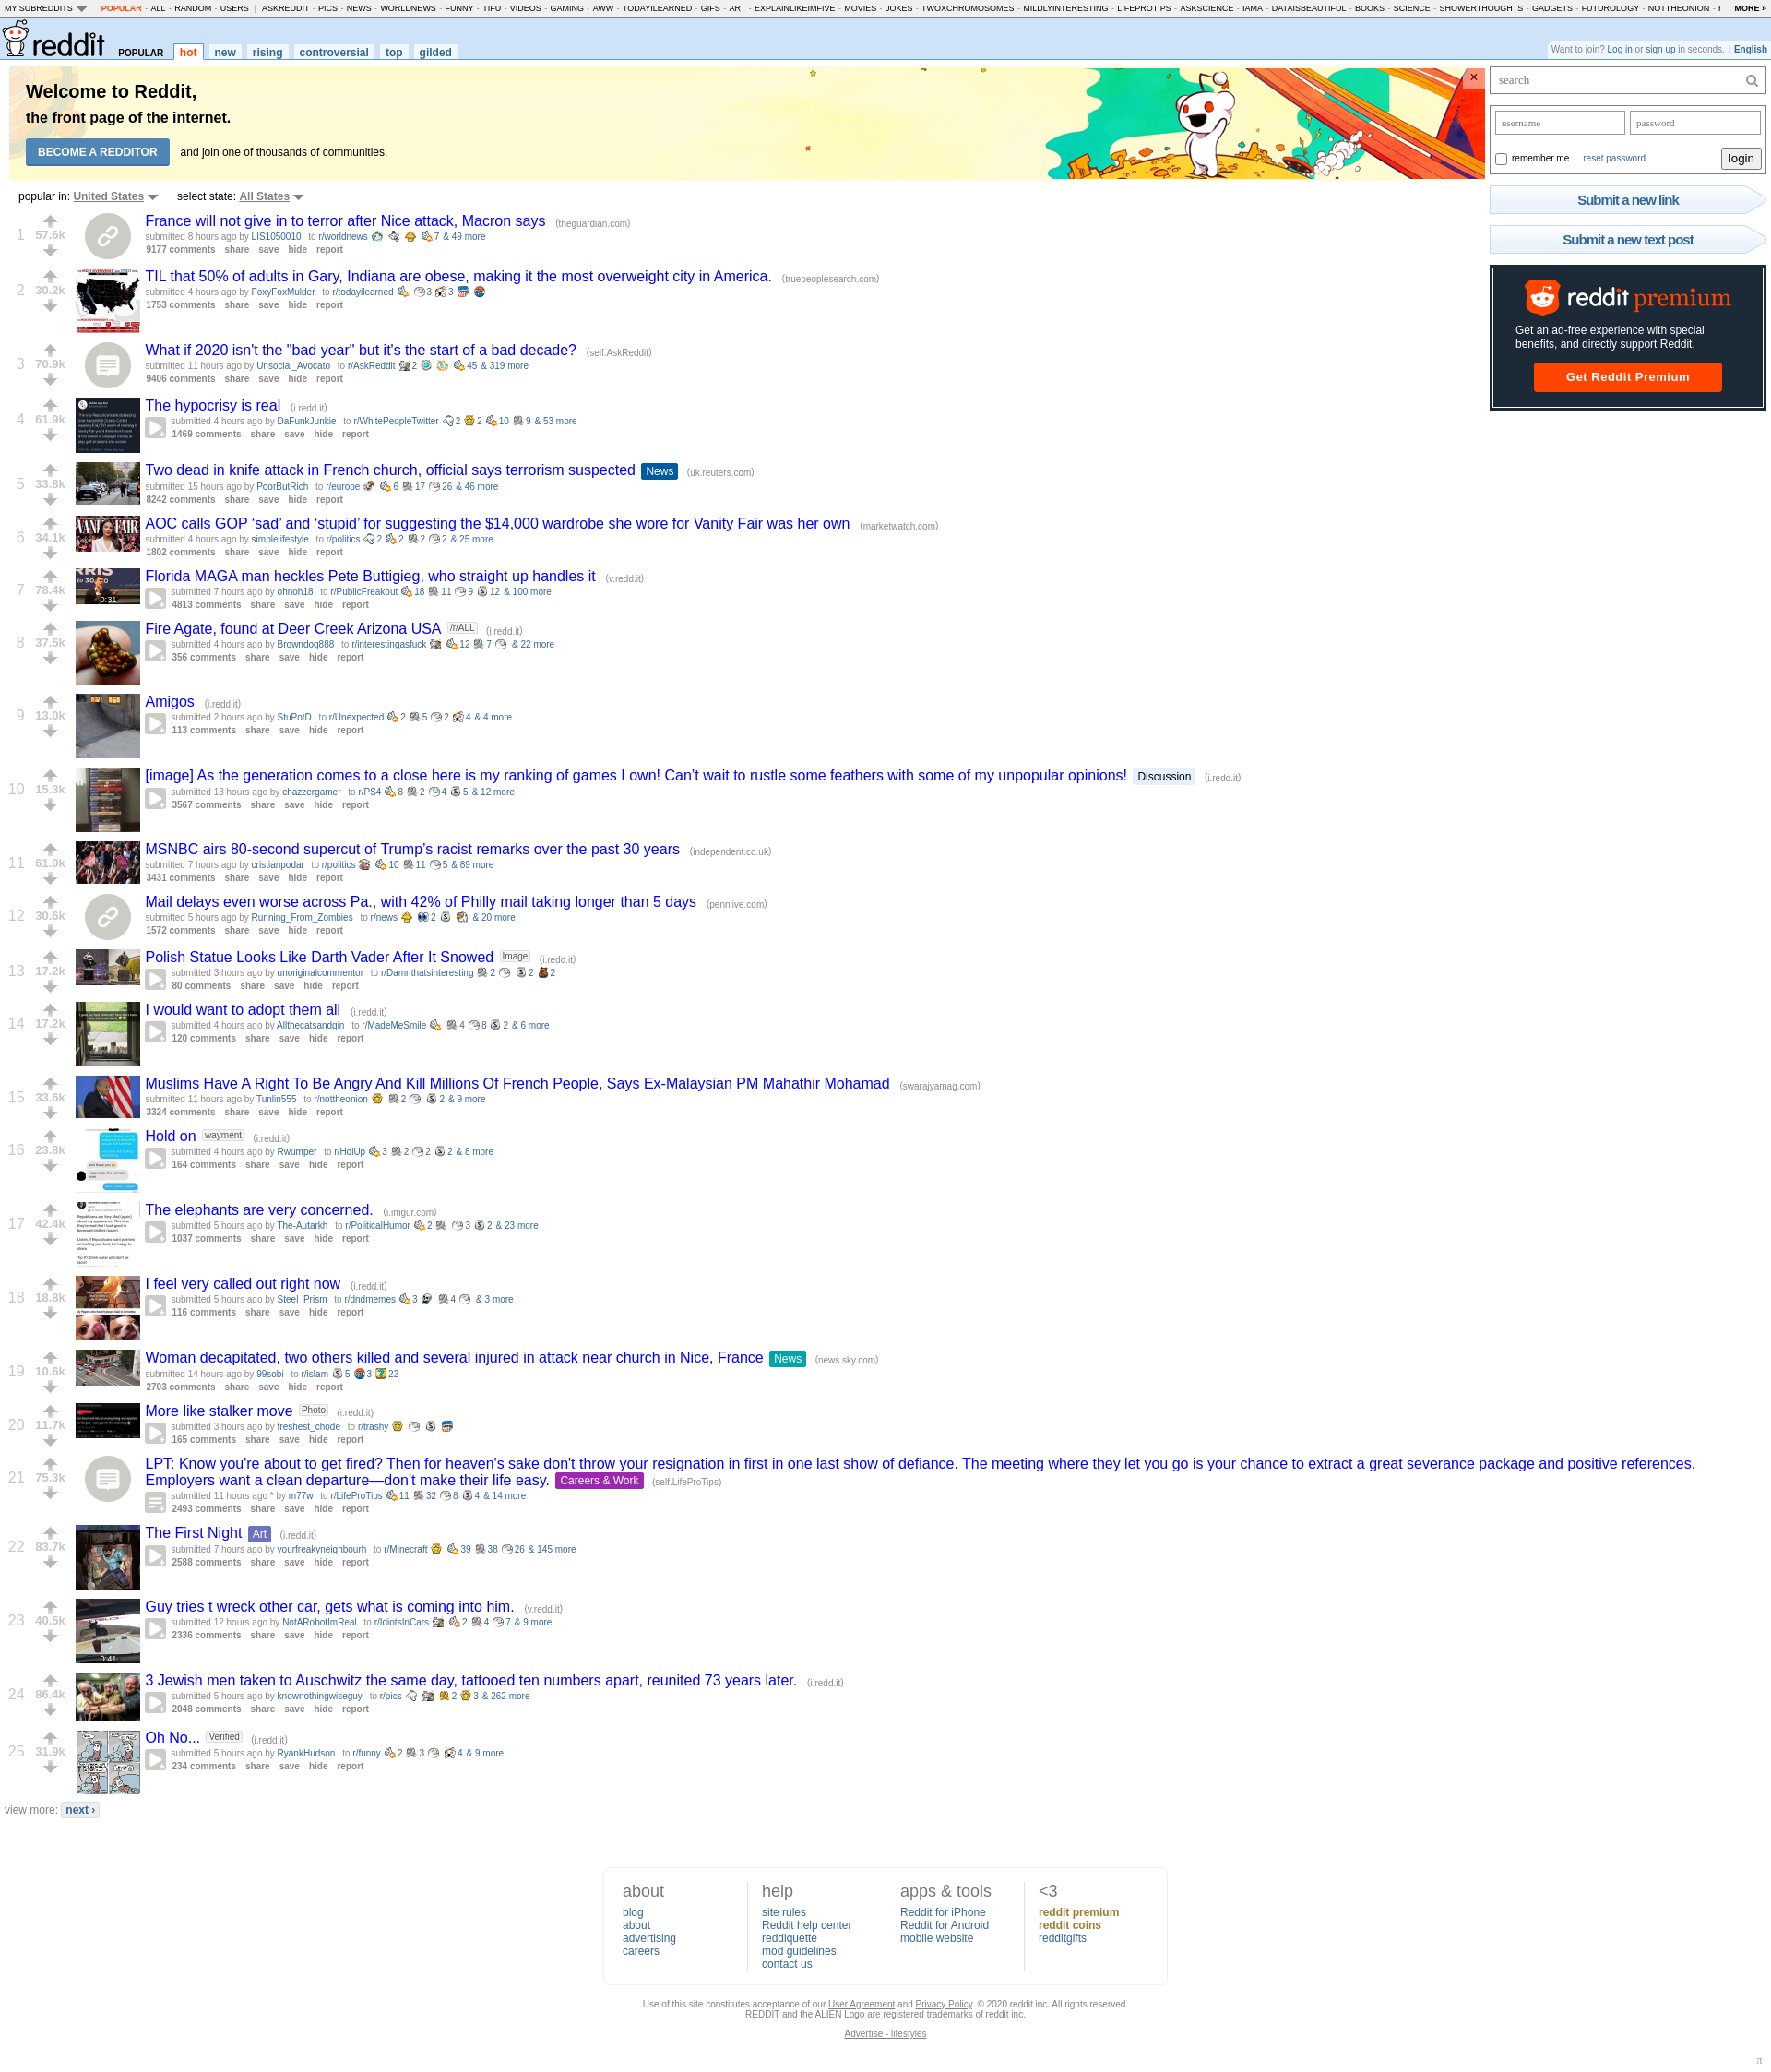 MY SUBREDDITS POPULAR - ALL - RANDOM - USERS | ASKREDDIT - PICS - NEWS - WORLDNEWS - FUNNY - TIFU - VIDEOS - GAMING - AWW - TODAYILEARNED - GIFS - ART - EXPLAINLIKEIMFIVE - MOVIES - JOKES - TWOXCHROMOSOMES - MILDLYINTERESTING - LIFEPROTIPS - ASKSCIENCE - IAMA - DATAISBEAUTIFUL - BOOKS - SCIENCE - SHOWERTHOUGHTS - GADGETS - FUTUROLOGY - NOTTHEONION - MORE »
reddit POPULAR hot new rising controversial top gilded
Want to join? Log in or sign up in seconds. | English
Welcome to Reddit,
the front page of the internet.
BECOME A REDDITOR and join one of thousands of communities.
×
search
username password
remember me reset password login
Submit a new link
Submit a new text post
reddit premium
Get an ad-free experience with special
benefits, and directly support Reddit.
Get Reddit Premium
popular in: United States select state: All States
1 57.6k
France will not give in to terror after Nice attack, Macron says (theguardian.com)
submitted 8 hours ago by LIS1050010 to r/worldnews 7 & 49 more
9177 comments share save hide report
2 30.2k
TIL that 50% of adults in Gary, Indiana are obese, making it the most overweight city in America. (truepeoplesearch.com)
submitted 4 hours ago by FoxyFoxMulder to r/todayilearned 3 3
1753 comments share save hide report
3 70.9k
What if 2020 isn't the "bad year" but it's the start of a bad decade? (self.AskReddit)
submitted 11 hours ago by Unsocial_Avocato to r/AskReddit 2 45 & 319 more
9406 comments share save hide report
4 61.9k
The hypocrisy is real (i.redd.it)
submitted 4 hours ago by DaFunkJunkie to r/WhitePeopleTwitter 2 2 10 9 & 53 more
1469 comments share save hide report
5 33.8k
Two dead in knife attack in French church, official says terrorism suspected News (uk.reuters.com)
submitted 15 hours ago by PoorButRich to r/europe 6 17 26 & 46 more
8242 comments share save hide report
6 34.1k
VANITY FAIR
AOC calls GOP ‘sad’ and ‘stupid’ for suggesting the $14,000 wardrobe she wore for Vanity Fair was her own (marketwatch.com)
submitted 4 hours ago by simplelifestyle to r/politics 2 2 2 2 & 25 more
1802 comments share save hide report
7 78.4k
0:31
Florida MAGA man heckles Pete Buttigieg, who straight up handles it (v.redd.it)
submitted 7 hours ago by ohnoh18 to r/PublicFreakout 18 11 9 12 & 100 more
4813 comments share save hide report
8 37.5k
Fire Agate, found at Deer Creek Arizona USA /r/ALL (i.redd.it)
submitted 4 hours ago by Browndog888 to r/interestingasfuck 12 7 & 22 more
356 comments share save hide report
9 13.0k
Amigos (i.redd.it)
submitted 2 hours ago by StuPotD to r/Unexpected 2 5 2 4 & 4 more
113 comments share save hide report
10 15.3k
[image] As the generation comes to a close here is my ranking of games I own! Can’t wait to rustle some feathers with some of my unpopular opinions! Discussion (i.redd.it)
submitted 13 hours ago by chazzergamer to r/PS4 8 2 4 5 & 12 more
3567 comments share save hide report
11 61.0k
MSNBC airs 80-second supercut of Trump’s racist remarks over the past 30 years (independent.co.uk)
submitted 7 hours ago by cristianpodar to r/politics 10 11 5 & 89 more
3431 comments share save hide report
12 30.6k
Mail delays even worse across Pa., with 42% of Philly mail taking longer than 5 days (pennlive.com)
submitted 5 hours ago by Running_From_Zombies to r/news 2 & 20 more
1572 comments share save hide report
13 17.2k
Polish Statue Looks Like Darth Vader After It Snowed Image (i.redd.it)
submitted 3 hours ago by unoriginalcommentor to r/Damnthatsinteresting 2 2 2
80 comments share save hide report
14 17.2k
I would want to adopt them all (i.redd.it)
submitted 4 hours ago by Allthecatsandgin to r/MadeMeSmile 4 8 2 & 6 more
120 comments share save hide report
15 33.6k
Muslims Have A Right To Be Angry And Kill Millions Of French People, Says Ex-Malaysian PM Mahathir Mohamad (swarajyamag.com)
submitted 11 hours ago by Tunlin555 to r/nottheonion 2 2 & 9 more
3324 comments share save hide report
16 23.8k
Hold on wayment (i.redd.it)
submitted 4 hours ago by Rwumper to r/HolUp 3 2 2 2 & 8 more
164 comments share save hide report
17 42.4k
The elephants are very concerned. (i.imgur.com)
submitted 5 hours ago by The-Autarkh to r/PoliticalHumor 2 3 2 & 23 more
1037 comments share save hide report
18 18.8k
I feel very called out right now (i.redd.it)
submitted 5 hours ago by Steel_Prism to r/dndmemes 3 4 & 3 more
116 comments share save hide report
19 10.6k
Woman decapitated, two others killed and several injured in attack near church in Nice, France News (news.sky.com)
submitted 14 hours ago by 99sobi to r/islam 5 3 22
2703 comments share save hide report
20 11.7k
More like stalker move Photo (i.redd.it)
submitted 3 hours ago by freshest_chode to r/trashy
165 comments share save hide report
21 75.3k
LPT: Know you're about to get fired? Then for heaven's sake don't throw your resignation in first in one last show of defiance. The meeting where they let you go is your chance to extract a great severance package and positive references.
Employers want a clean departure—don't make their life easy. Careers & Work (self.LifeProTips)
submitted 11 hours ago * by m77w to r/LifeProTips 11 32 8 4 & 14 more
2493 comments share save hide report
22 83.7k
The First Night Art (i.redd.it)
submitted 7 hours ago by yourfreakyneighbourh to r/Minecraft 39 38 26 & 145 more
2588 comments share save hide report
23 40.5k
0:41
Guy tries t wreck other car, gets what is coming into him. (v.redd.it)
submitted 12 hours ago by NotARobotImReal to r/IdiotsInCars 2 4 7 & 9 more
2336 comments share save hide report
24 86.4k
3 Jewish men taken to Auschwitz the same day, tattooed ten numbers apart, reunited 73 years later. (i.redd.it)
submitted 5 hours ago by knownothingwiseguy to r/pics 2 3 & 262 more
2048 comments share save hide report
25 31.9k
Oh No... Verified (i.redd.it)
submitted 5 hours ago by RyankHudson to r/funny 2 3 4 & 9 more
234 comments share save hide report
view more: next ›
about
blog
about
advertising
careers
help
site rules
Reddit help center
reddiquette
mod guidelines
contact us
apps & tools
Reddit for iPhone
Reddit for Android
mobile website
<3
reddit premium
reddit coins
redditgifts
Use of this site constitutes acceptance of our User Agreement and Privacy Policy. © 2020 reddit inc. All rights reserved.
REDDIT and the ALIEN Logo are registered trademarks of reddit inc.
Advertise - lifestyles
π